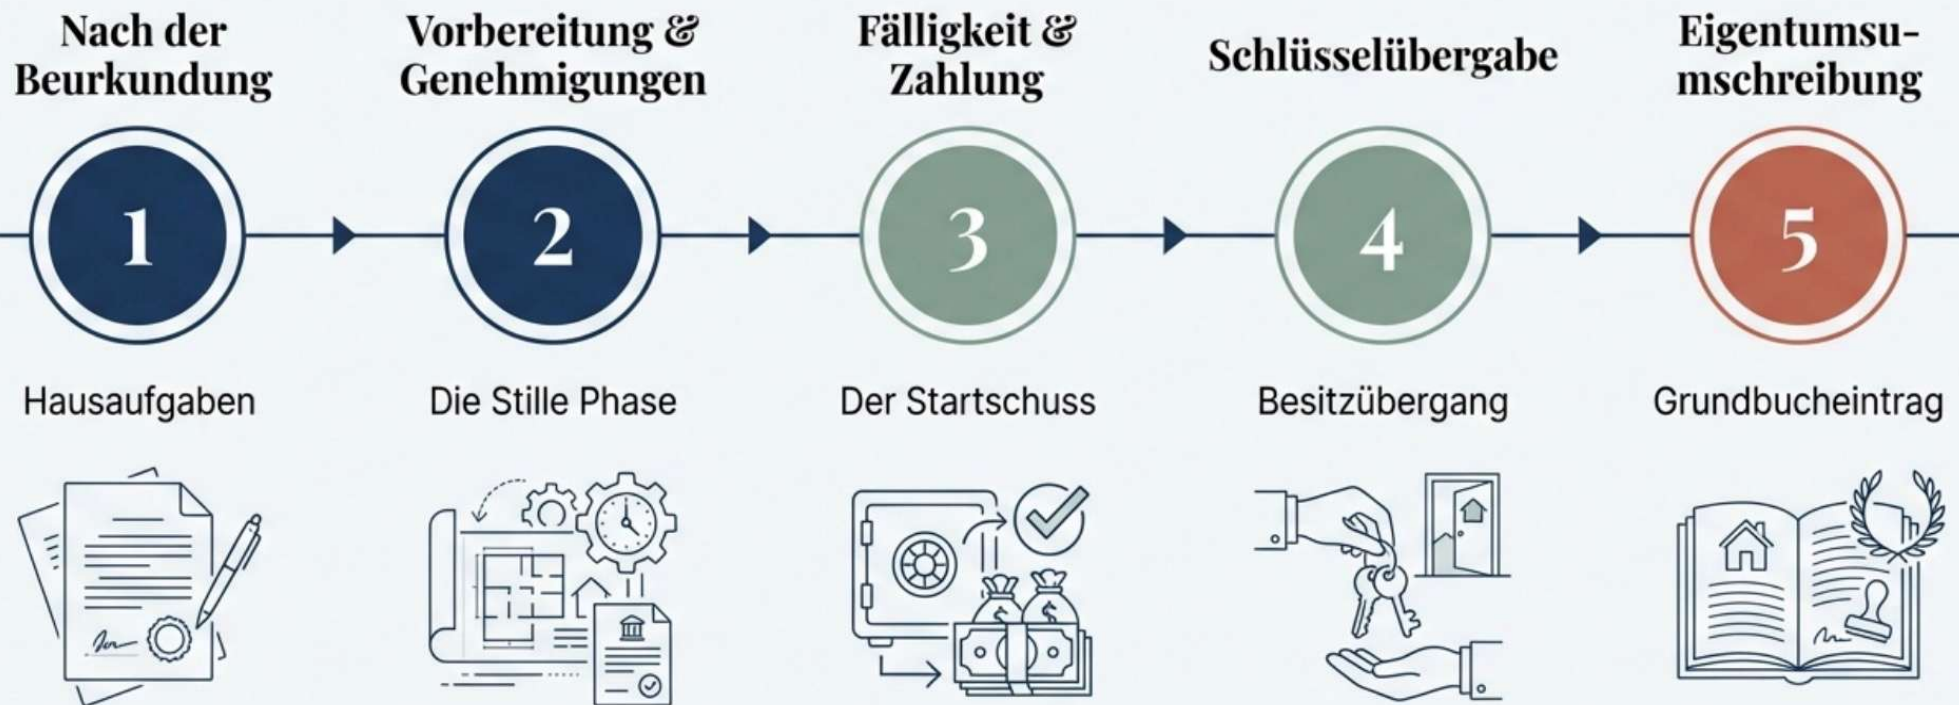 Nach der
Beurkundung
1
Hausaufgaben
Vorbereitung &
Genehmigungen
2
Die Stille Phase
Fälligkeit &
Zahlung
3
Der Startschuss
$
$
Schlüsselübergabe
4
Besitzübergang
Eigentumsu-
mschreibung
5
Grundbucheintrag